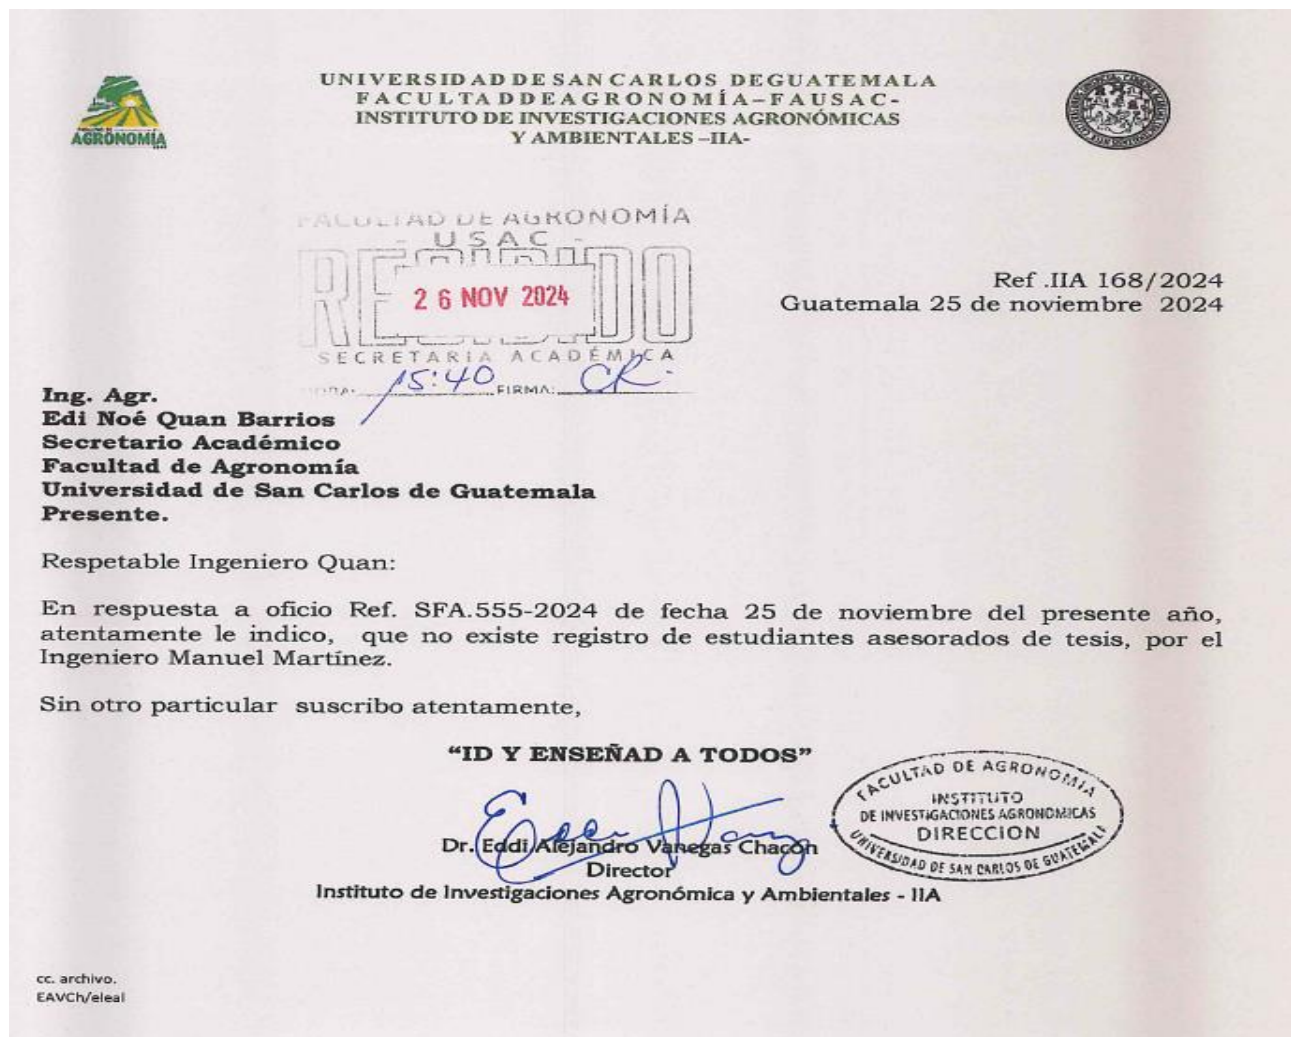 AGRONOMÍA
UNIVERSIDAD DE SAN CARLOS DE GUATEMALA
FACULTAD DE AGRONOMÍA – FAUSAC-
INSTITUTO DE INVESTIGACIONES AGRONÓMICAS
Y AMBIENTALES –IIA-
FACULTAD DE AGRONOMÍA
- USAC -
RECIBIDO
26 NOV 2024
SECRETARIA ACADÉMICA
HORA: 15:40 FIRMA: CR.
Ref .IIA 168/2024
Guatemala 25 de noviembre 2024
Ing. Agr.
Edi Noé Quan Barrios
Secretario Académico
Facultad de Agronomía
Universidad de San Carlos de Guatemala
Presente.
Respetable Ingeniero Quan:
En respuesta a oficio Ref. SFA.555-2024 de fecha 25 de noviembre del presente año,
atentamente le indico, que no existe registro de estudiantes asesorados de tesis, por el
Ingeniero Manuel Martínez.
Sin otro particular suscribo atentamente,
“ID Y ENSEÑAD A TODOS”
Dr. Eddi Alejandro Vanegas Chacón
Director
Instituto de Investigaciones Agronómica y Ambientales - IIA
FACULTAD DE AGRONOMIA
INSTITUTO
DE INVESTIGACIONES AGRONOMICAS
DIRECCION
UNIVERSIDAD DE SAN CARLOS DE GUATEMALA
cc. archivo.
EAVCh/eleal